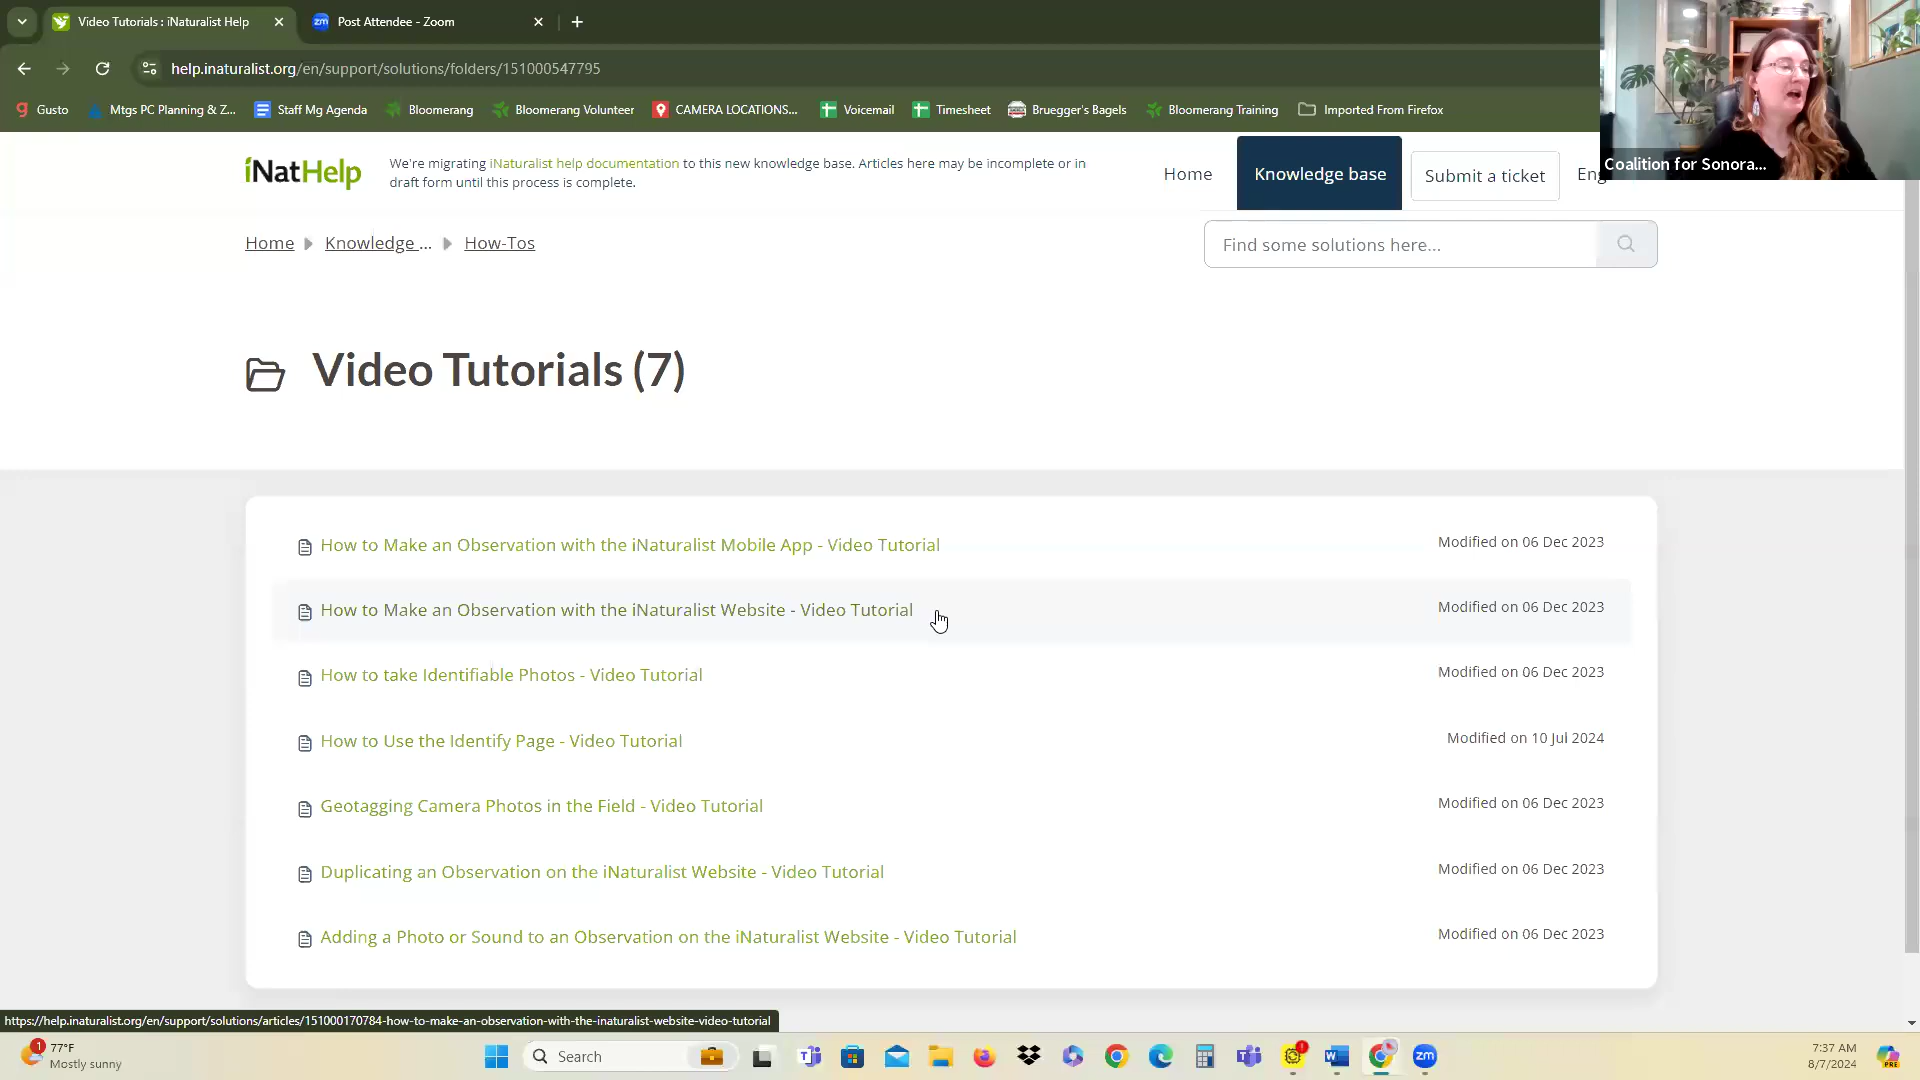 Video Tutorials : iNaturalist Help
Post Attendee - Zoom
help.inaturalist.org/en/support/solutions/folders/151000547795
Gusto
Mtgs PC Planning & Z...
Staff Mg Agenda
Bloomerang
Bloomerang Volunteer
CAMERA LOCATIONS...
Voicemail
Timesheet
Bruegger's Bagels
Bloomerang Training
Imported From Firefox
Coalition for Sonora...
iNatHelp
We're migrating iNaturalist help documentation to this new knowledge base. Articles here may be incomplete or in
draft form until this process is complete.
Home
Knowledge base
Submit a ticket
Eng
Home
Knowledge ...
How-Tos
Find some solutions here...
Video Tutorials (7)
How to Make an Observation with the iNaturalist Mobile App - Video Tutorial
Modified on 06 Dec 2023
How to Make an Observation with the iNaturalist Website - Video Tutorial
Modified on 06 Dec 2023
How to take Identifiable Photos - Video Tutorial
Modified on 06 Dec 2023
How to Use the Identify Page - Video Tutorial
Modified on 10 Jul 2024
Geotagging Camera Photos in the Field - Video Tutorial
Modified on 06 Dec 2023
Duplicating an Observation on the iNaturalist Website - Video Tutorial
Modified on 06 Dec 2023
Adding a Photo or Sound to an Observation on the iNaturalist Website - Video Tutorial
Modified on 06 Dec 2023
https://help.inaturalist.org/en/support/solutions/articles/151000170784-how-to-make-an-observation-with-the-inaturalist-website-video-tutorial
1
77°F
Mostly sunny
Search
zm
7:37 AM
8/7/2024
PRE